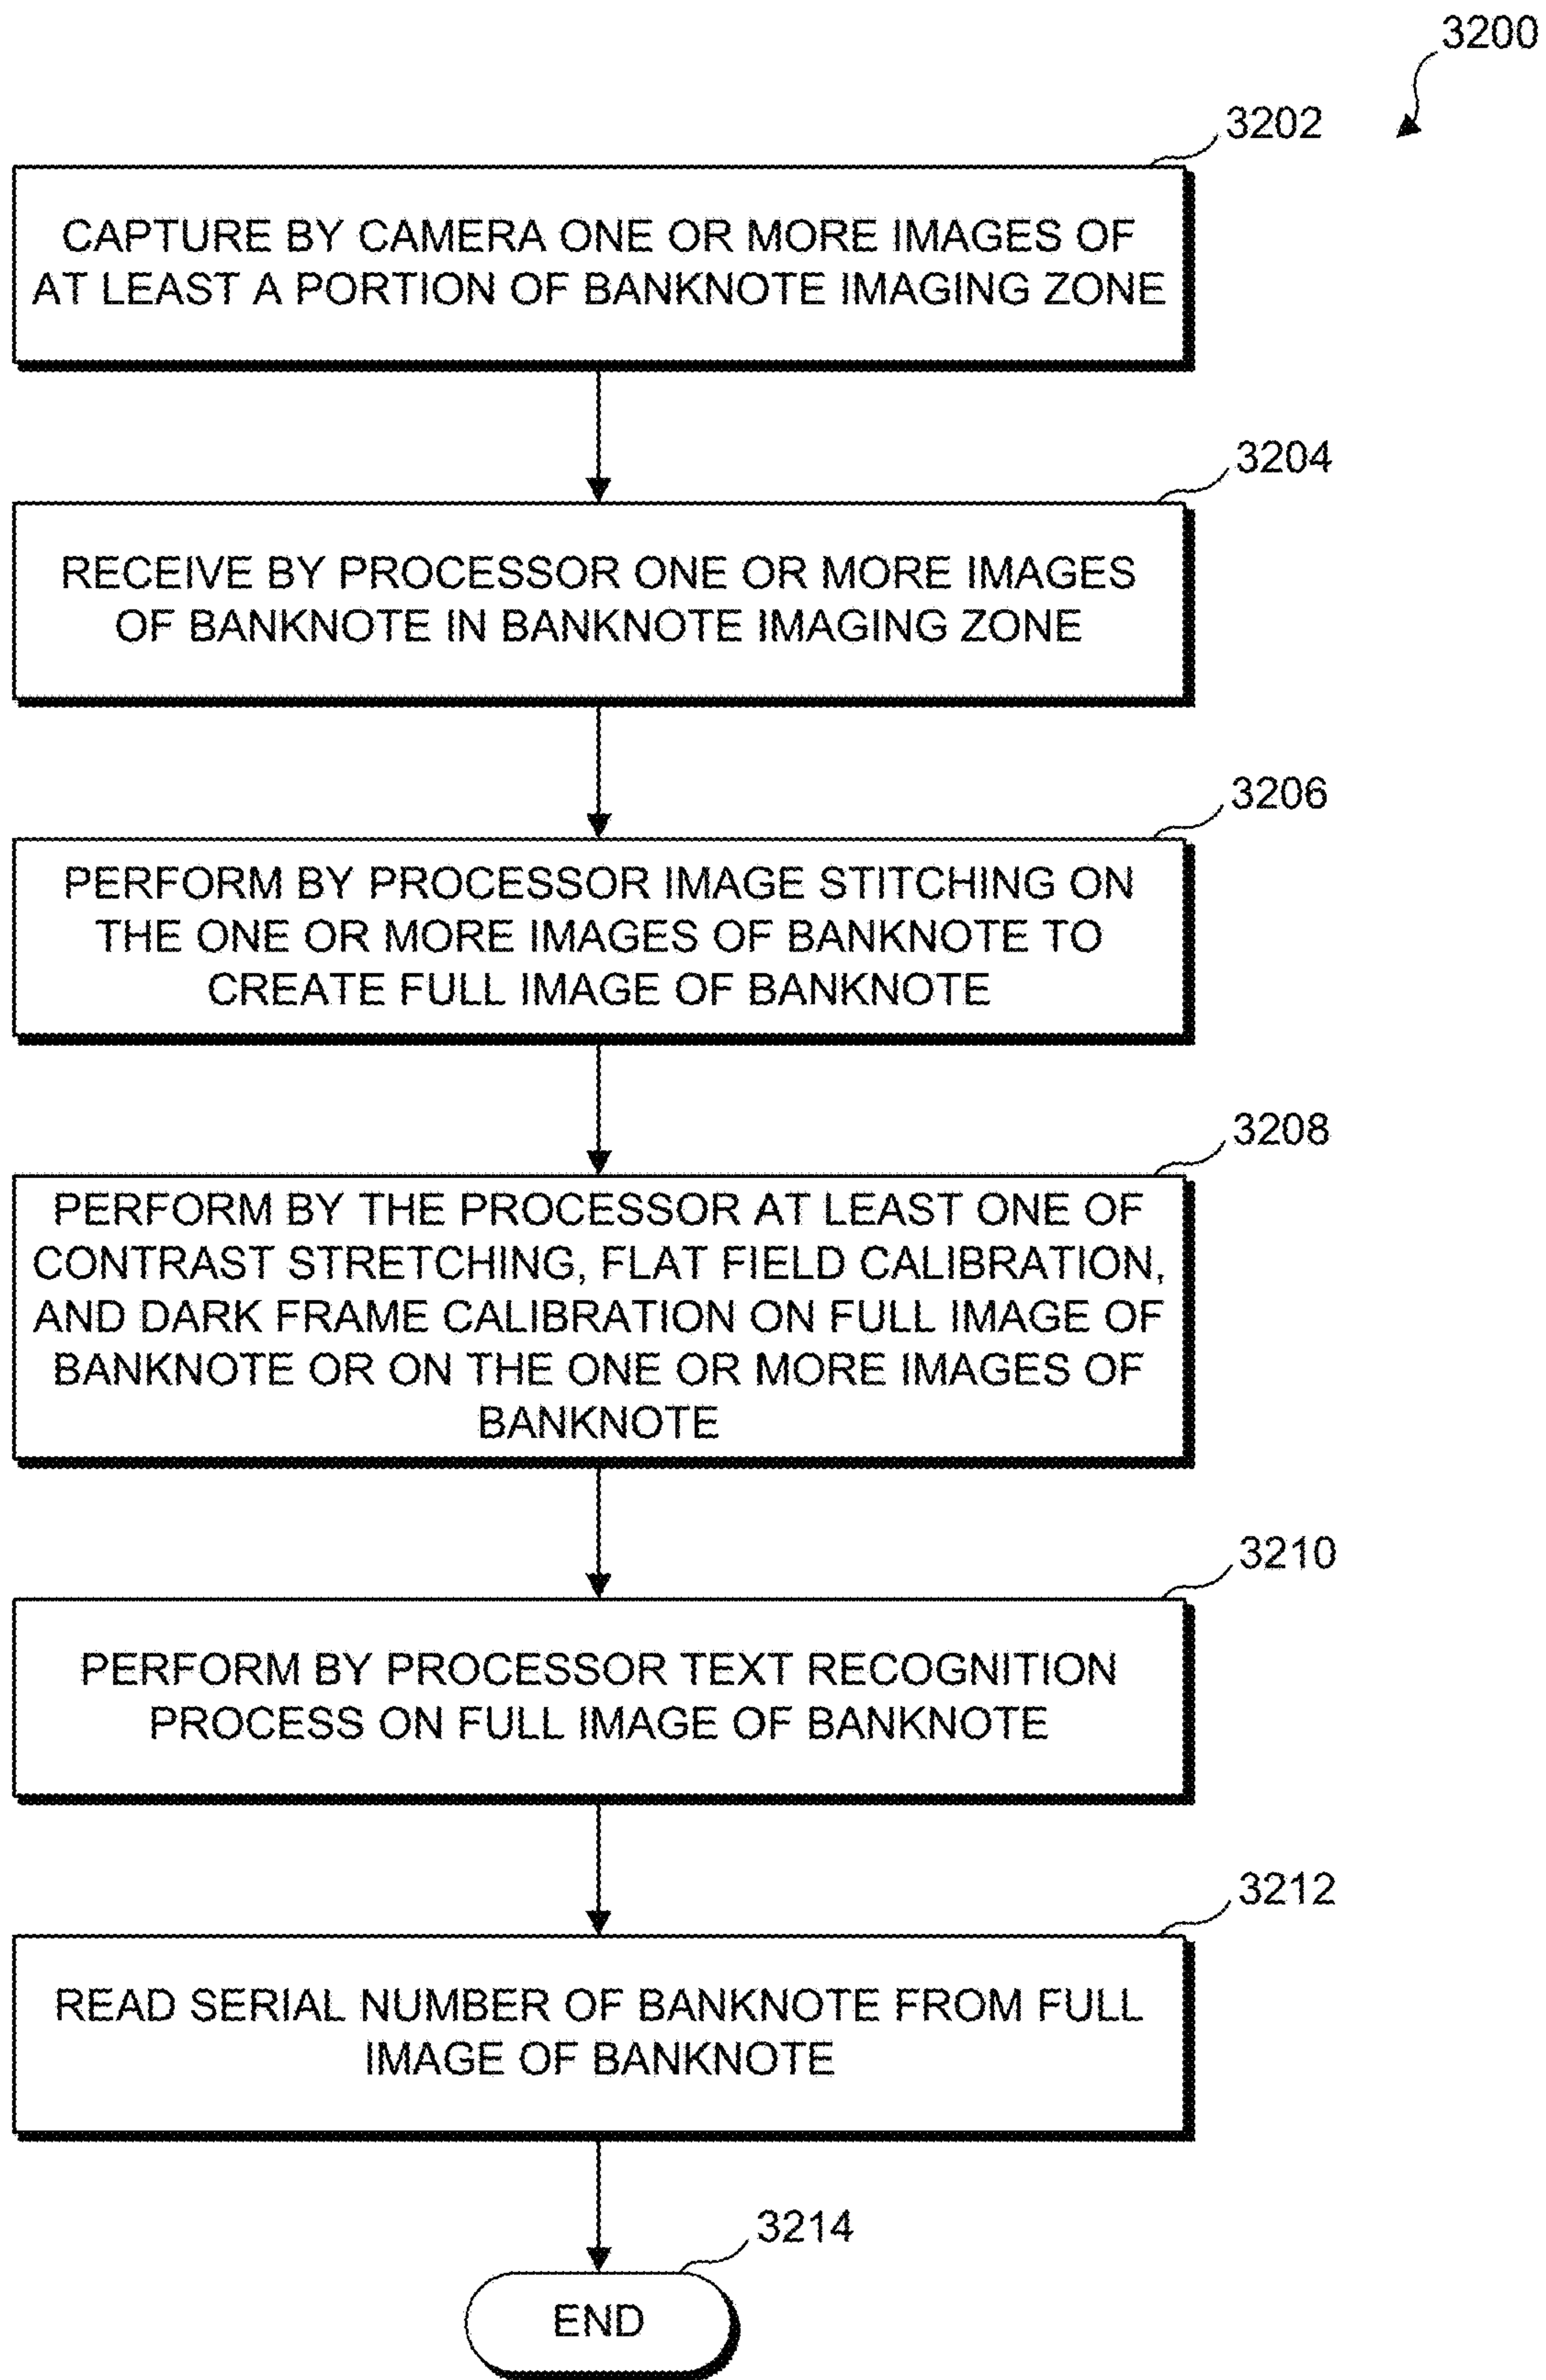 3200
3202
CAPTURE BY CAMERA ONE OR MORE IMAGES OF
AT LEAST A PORTION OF BANKNOTE IMAGING ZONE
3204
RECEIVE BY PROCESSOR ONE OR MORE IMAGES
OF BANKNOTE IN BANKNOTE IMAGING ZONE
3206
PERFORM BY PROCESSOR IMAGE STITCHING ON
THE ONE OR MORE IMAGES OF BANKNOTE TO
CREATE FULL IMAGE OF BANKNOTE
3208
PERFORM BY THE PROCESSOR AT LEAST ONE OF
CONTRAST STRETCHING, FLAT FIELD CALIBRATION,
AND DARK FRAME CALIBRATION ON FULL IMAGE OF
BANKNOTE OR ON THE ONE OR MORE IMAGES OF
BANKNOTE
3210
PERFORM BY PROCESSOR TEXT RECOGNITION
PROCESS ON FULL IMAGE OF BANKNOTE
3212
READ SERIAL NUMBER OF BANKNOTE FROM FULL
IMAGE OF BANKNOTE
3214
END